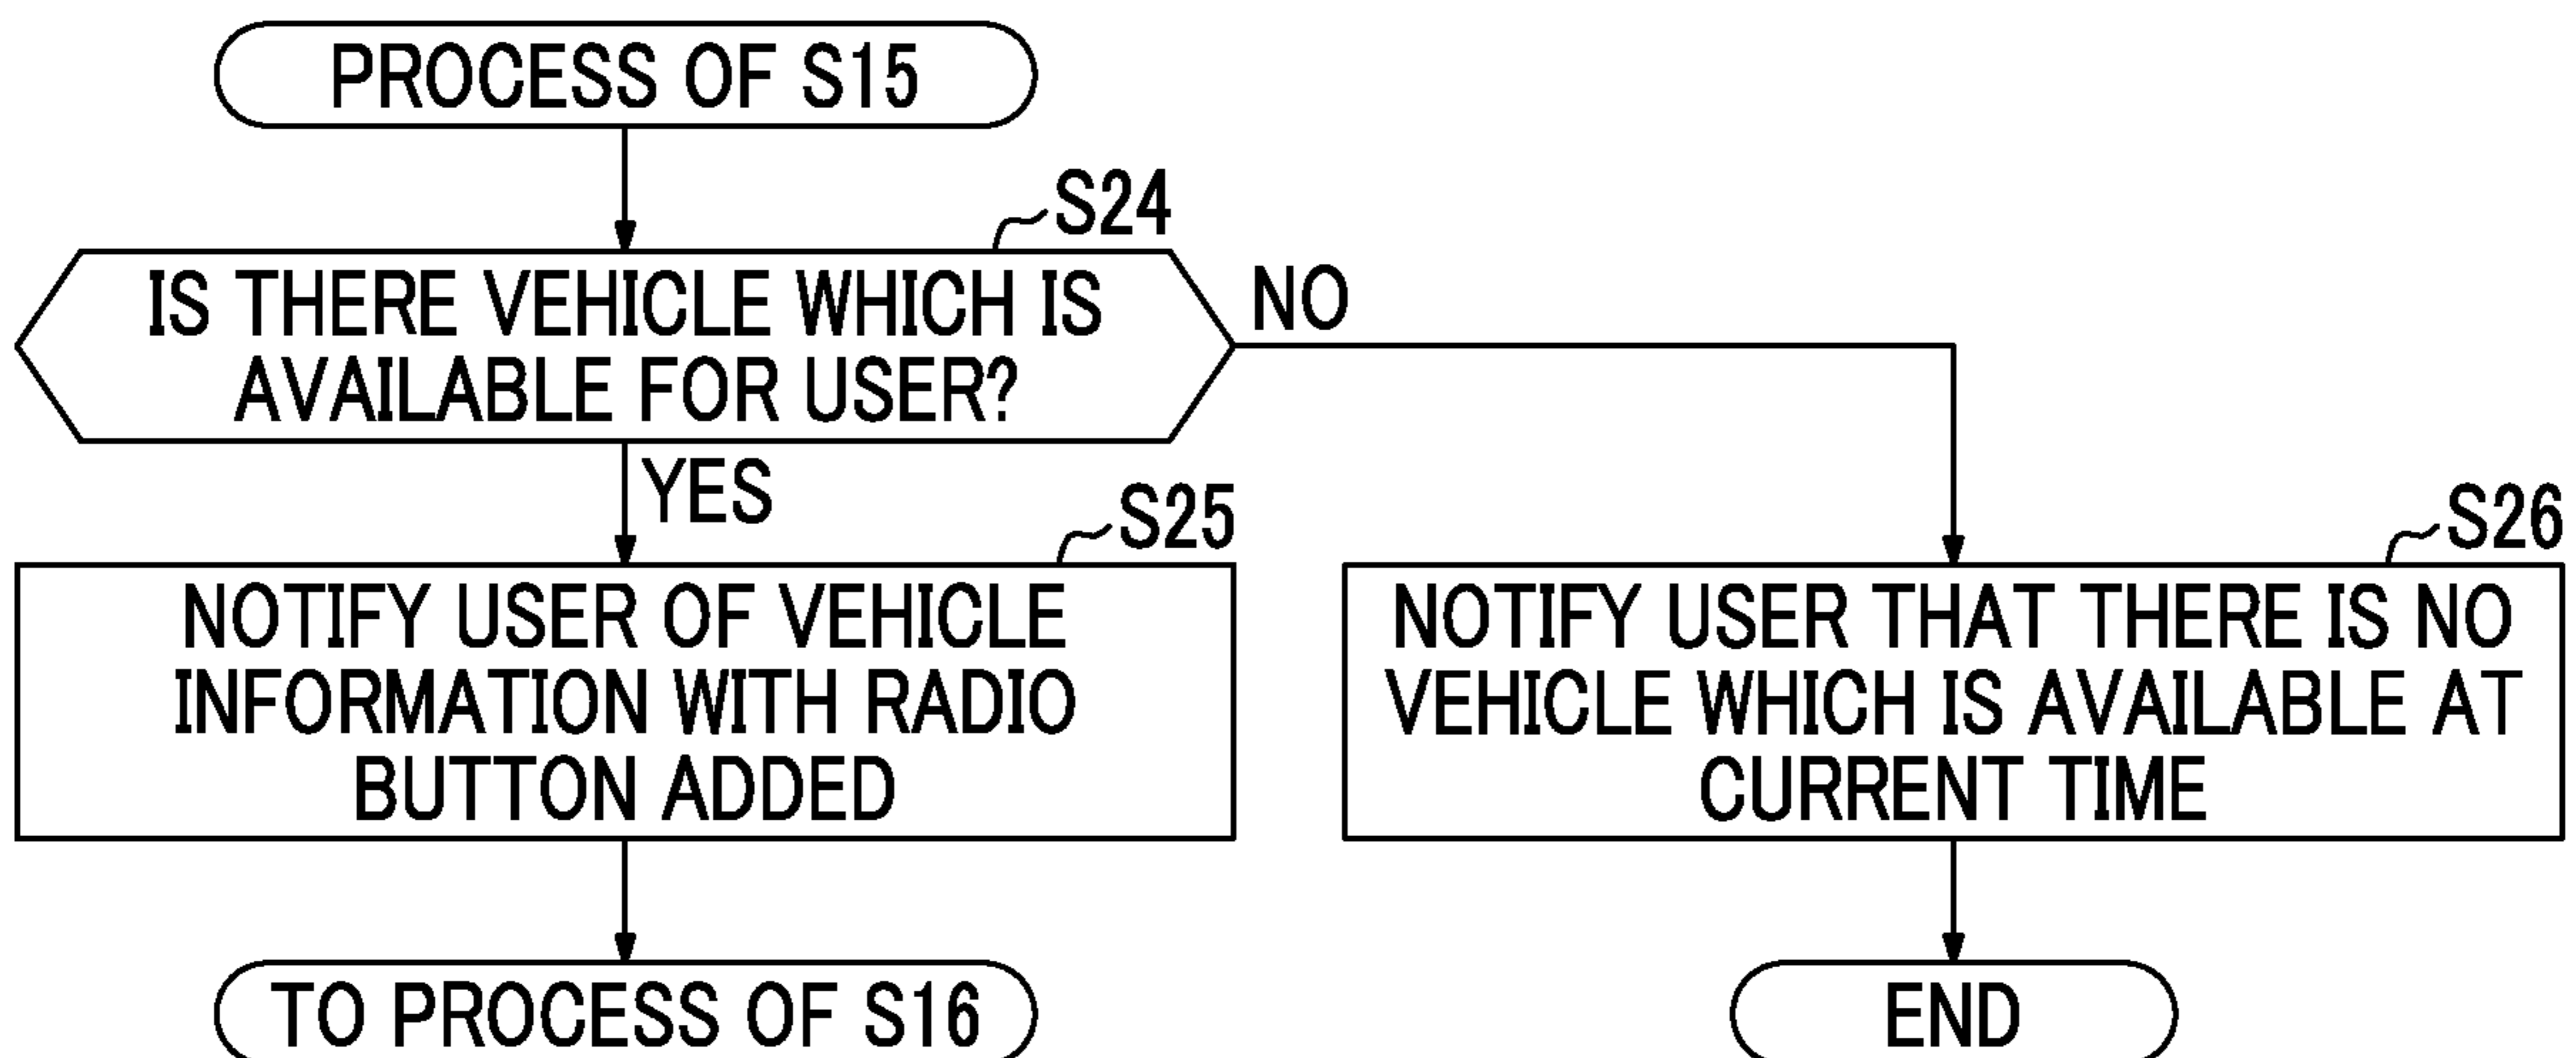 PROCESS OF S15
S24
IS THERE VEHICLE WHICH IS
AVAILABLE FOR USER?
NO
YES
S25
NOTIFY USER OF VEHICLE
INFORMATION WITH RADIO
BUTTON ADDED
S26
NOTIFY USER THAT THERE IS NO
VEHICLE WHICH IS AVAILABLE AT
CURRENT TIME
TO PROCESS OF S16
END